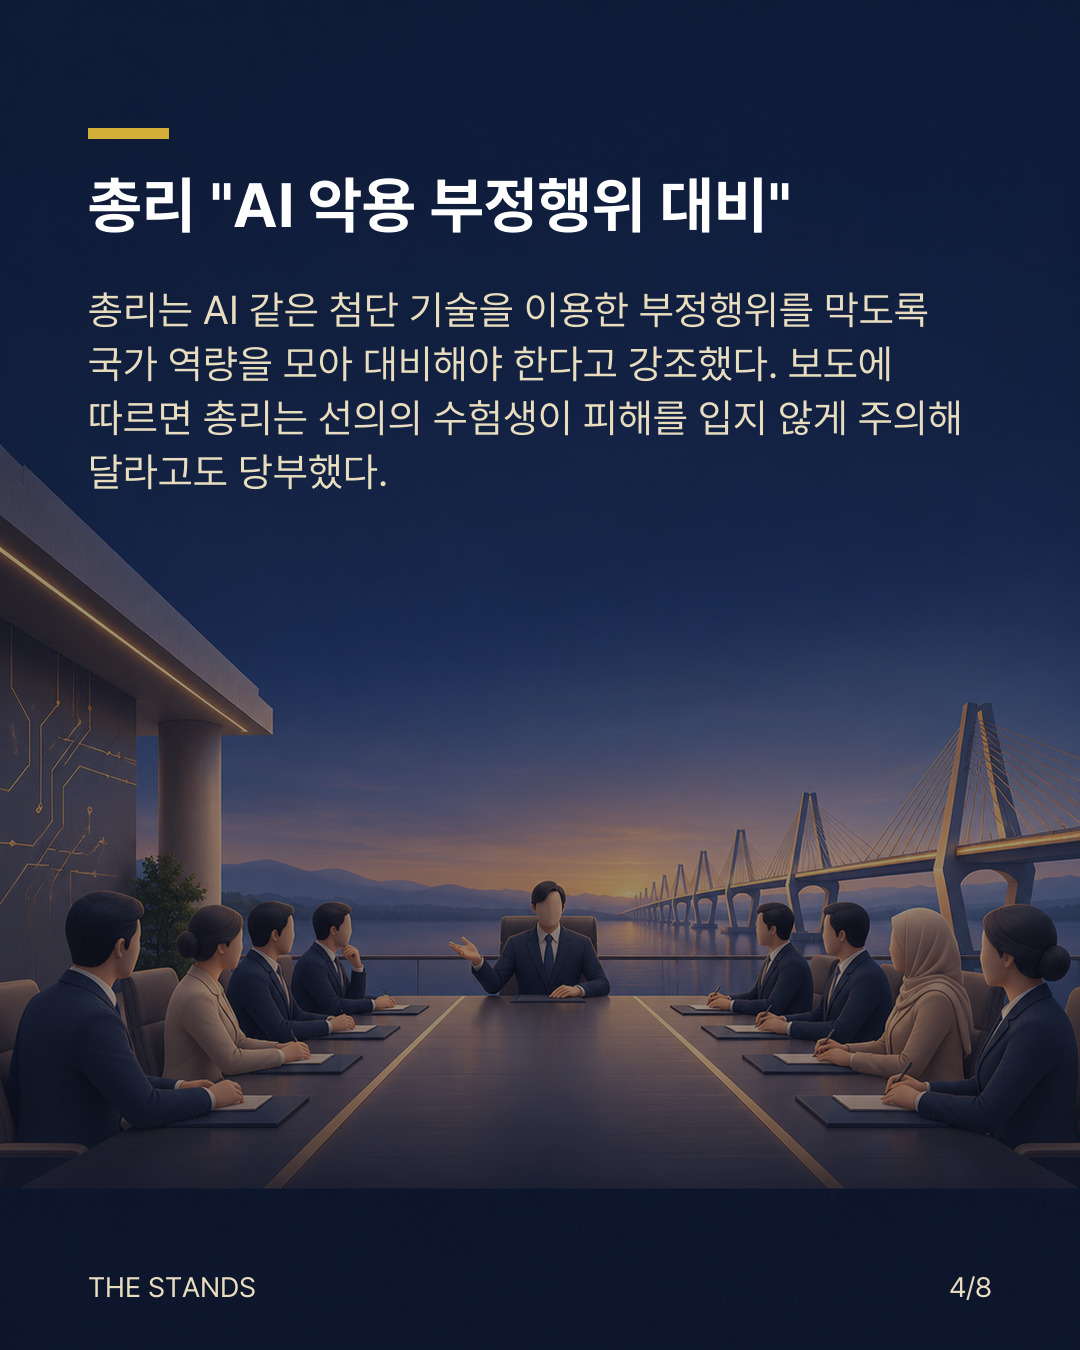 총리 "AI 악용 부정행위 대비"
총리는 AI 같은 첨단 기술을 이용한 부정행위를 막도록
국가 역량을 모아 대비해야 한다고 강조했다. 보도에
따르면 총리는 선의의 수험생이 피해를 입지 않게 주의해
달라고도 당부했다.
THE STANDS
4/8